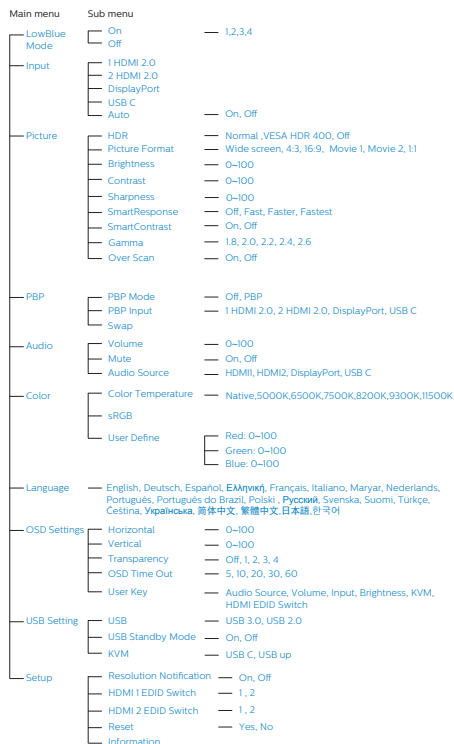 Main menu Sub menu
LowBlue Mode On 1,2,3,4
Off
Input 1 HDMI 2.0
2 HDMI 2.0
DisplayPort
USB C
Auto On, Off
Picture HDR Normal ,VESA HDR 400, Off
Picture Format Wide screen, 4:3, 16:9, Movie 1, Movie 2, 1:1
Brightness 0-100
Contrast 0-100
Sharpness 0-100
SmartResponse Off, Fast, Faster, Fastest
SmartContrast On, Off
Gamma 1.8, 2.0, 2.2, 2.4, 2.6
Over Scan On, Off
PBP PBP Mode Off, PBP
PBP Input 1 HDMI 2.0, 2 HDMI 2.0, DisplayPort, USB C
Swap
Audio Volume 0-100
Mute On, Off
Audio Source HDMI1, HDMI2, DisplayPort, USB C
Color Color Temperature Native,5000K,6500K,7500K,8200K,9300K,11500K
sRGB
User Define Red: 0-100
Green: 0-100
Blue: 0-100
Language English, Deutsch, Español, Ελληνική, Français, Italiano, Maryar, Nederlands,
Português, Português do Brazil, Polski , Русский, Svenska, Suomi, Türkçe,
Čeština, Українська, 简体中文, 繁體中文,日本語,한국어
OSD Settings Horizontal 0-100
Vertical 0-100
Transparency Off, 1, 2, 3, 4
OSD Time Out 5, 10, 20, 30, 60
User Key Audio Source, Volume, Input, Brightness, KVM,
HDMI EDID Switch
USB Setting USB USB 3.0, USB 2.0
USB Standby Mode On, Off
KVM USB C, USB up
Setup Resolution Notification On, Off
HDMI 1 EDID Switch 1 , 2
HDMI 2 EDID Switch 1 , 2
Reset Yes, No
Information